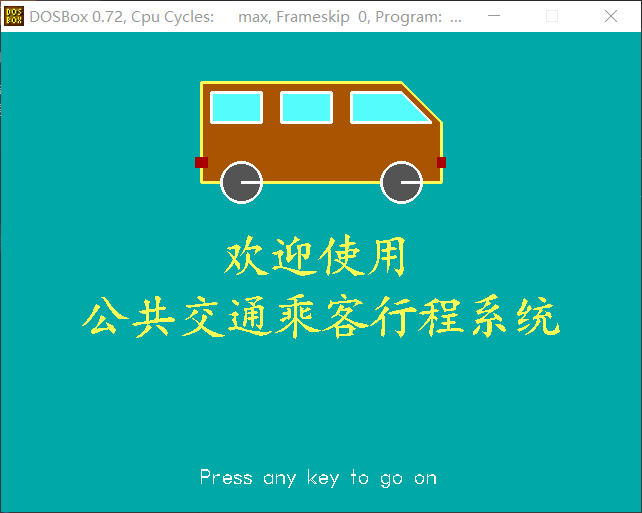 DOSBox 0.72, Cpu Cycles: max, Frameskip 0, Program: ...
欢迎使用
公共交通乘客行程系统
Press any key to go on